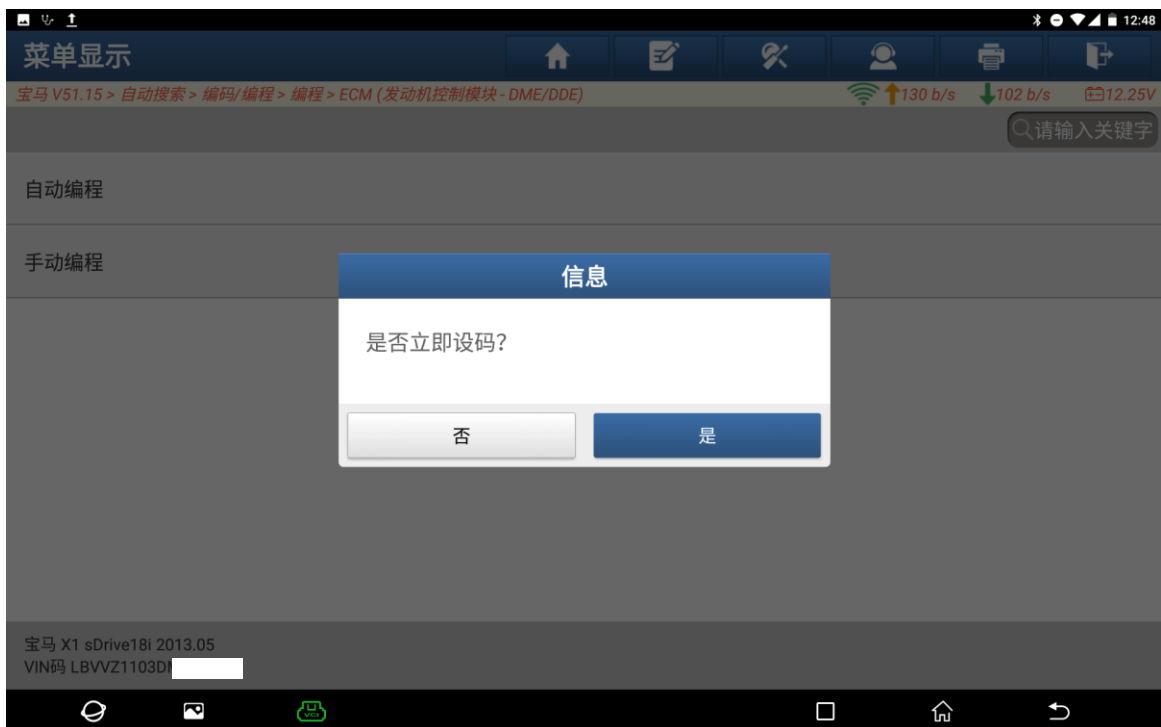 12:48
菜单显示
宝马 V51.15 > 自动搜索 > 编码/编程 > 编程 > ECM (发动机控制模块 - DME/DDE)
130 b/s
102 b/s
12.25V
请输入关键字
自动编程
手动编程
信息
是否立即设码?
否
是
宝马 X1 sDrive18i 2013.05
VIN码 LBVVZ1103D
VCI